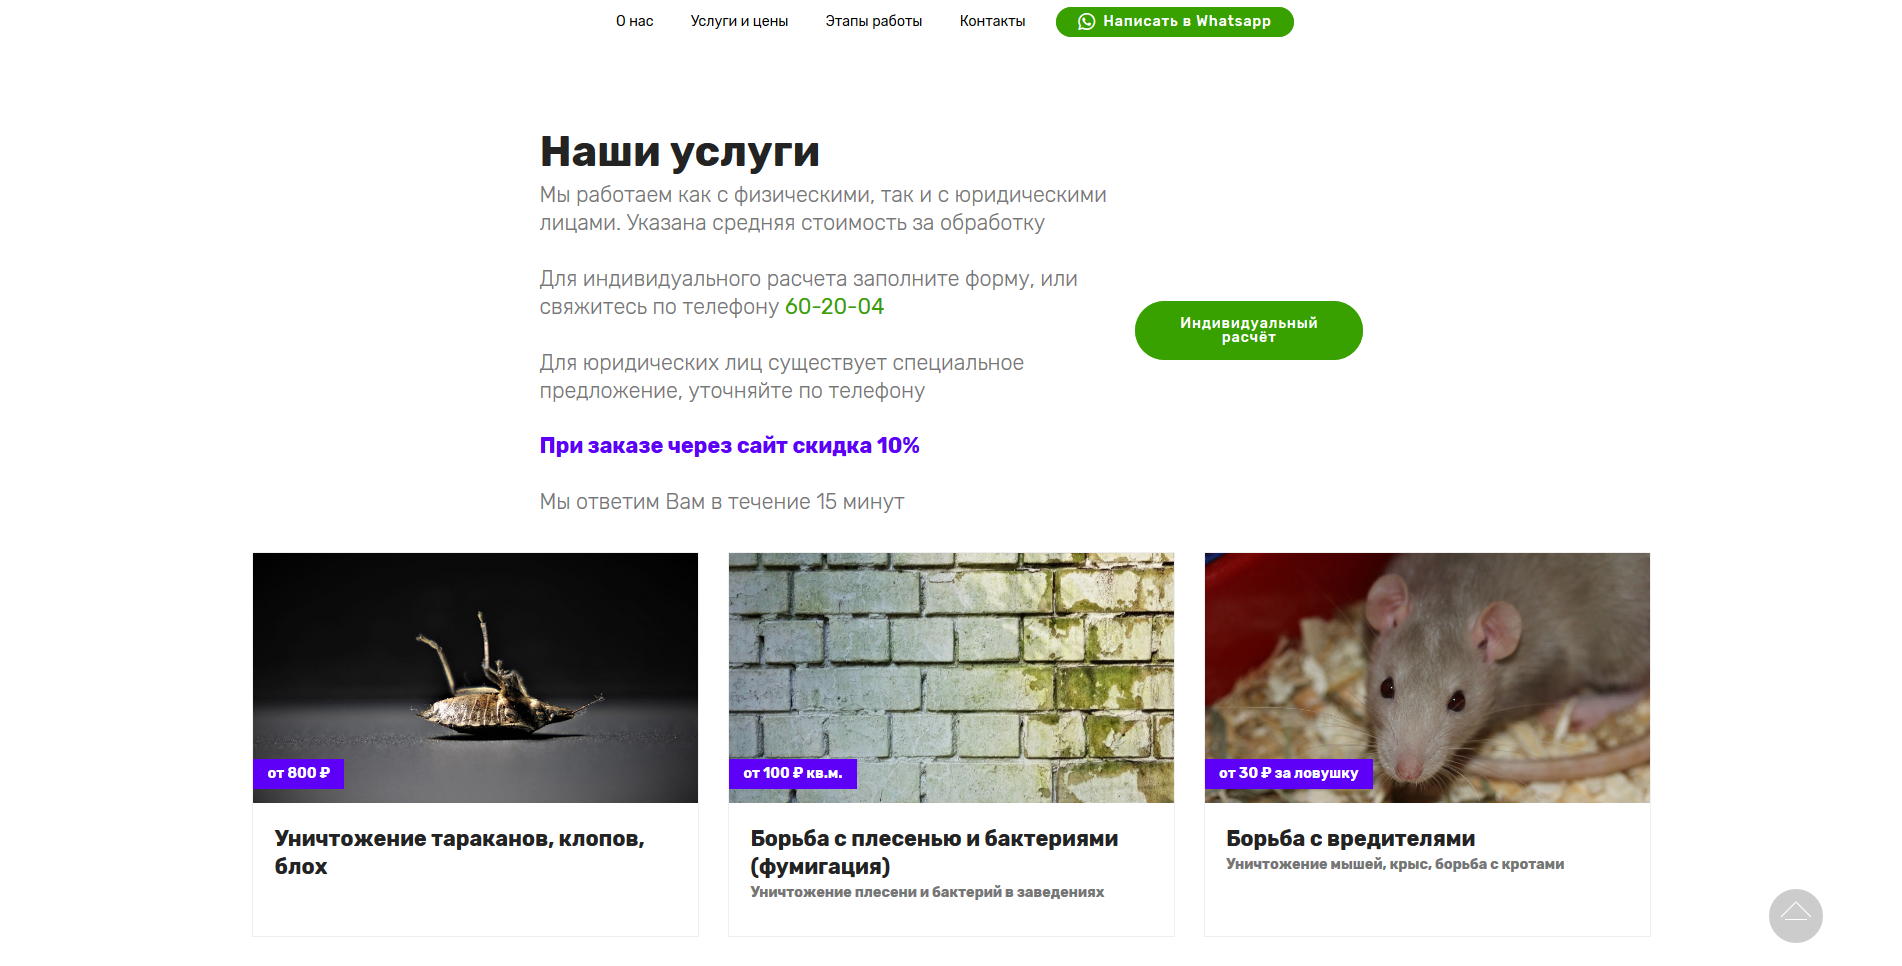 О нас Услуги и цены Этапы работы Контакты Написать в Whatsapp
Наши услуги
Мы работаем как с физическими, так и с юридическими
лицами. Указана средняя стоимость за обработку
Для индивидуального расчета заполните форму, или
свяжитесь по телефону 60-20-04
Для юридических лиц существует специальное
предложение, уточняйте по телефону
При заказе через сайт скидка 10%
Мы ответим Вам в течение 15 минут
Индивидуальный
расчёт
от 800 ₽
Уничтожение тараканов, клопов,
блох
от 100 ₽ кв.м.
Борьба с плесенью и бактериями
(фумигация)
Уничтожение плесени и бактерий в заведениях
от 30 ₽ за ловушку
Борьба с вредителями
Уничтожение мышей, крыс, борьба с кротами